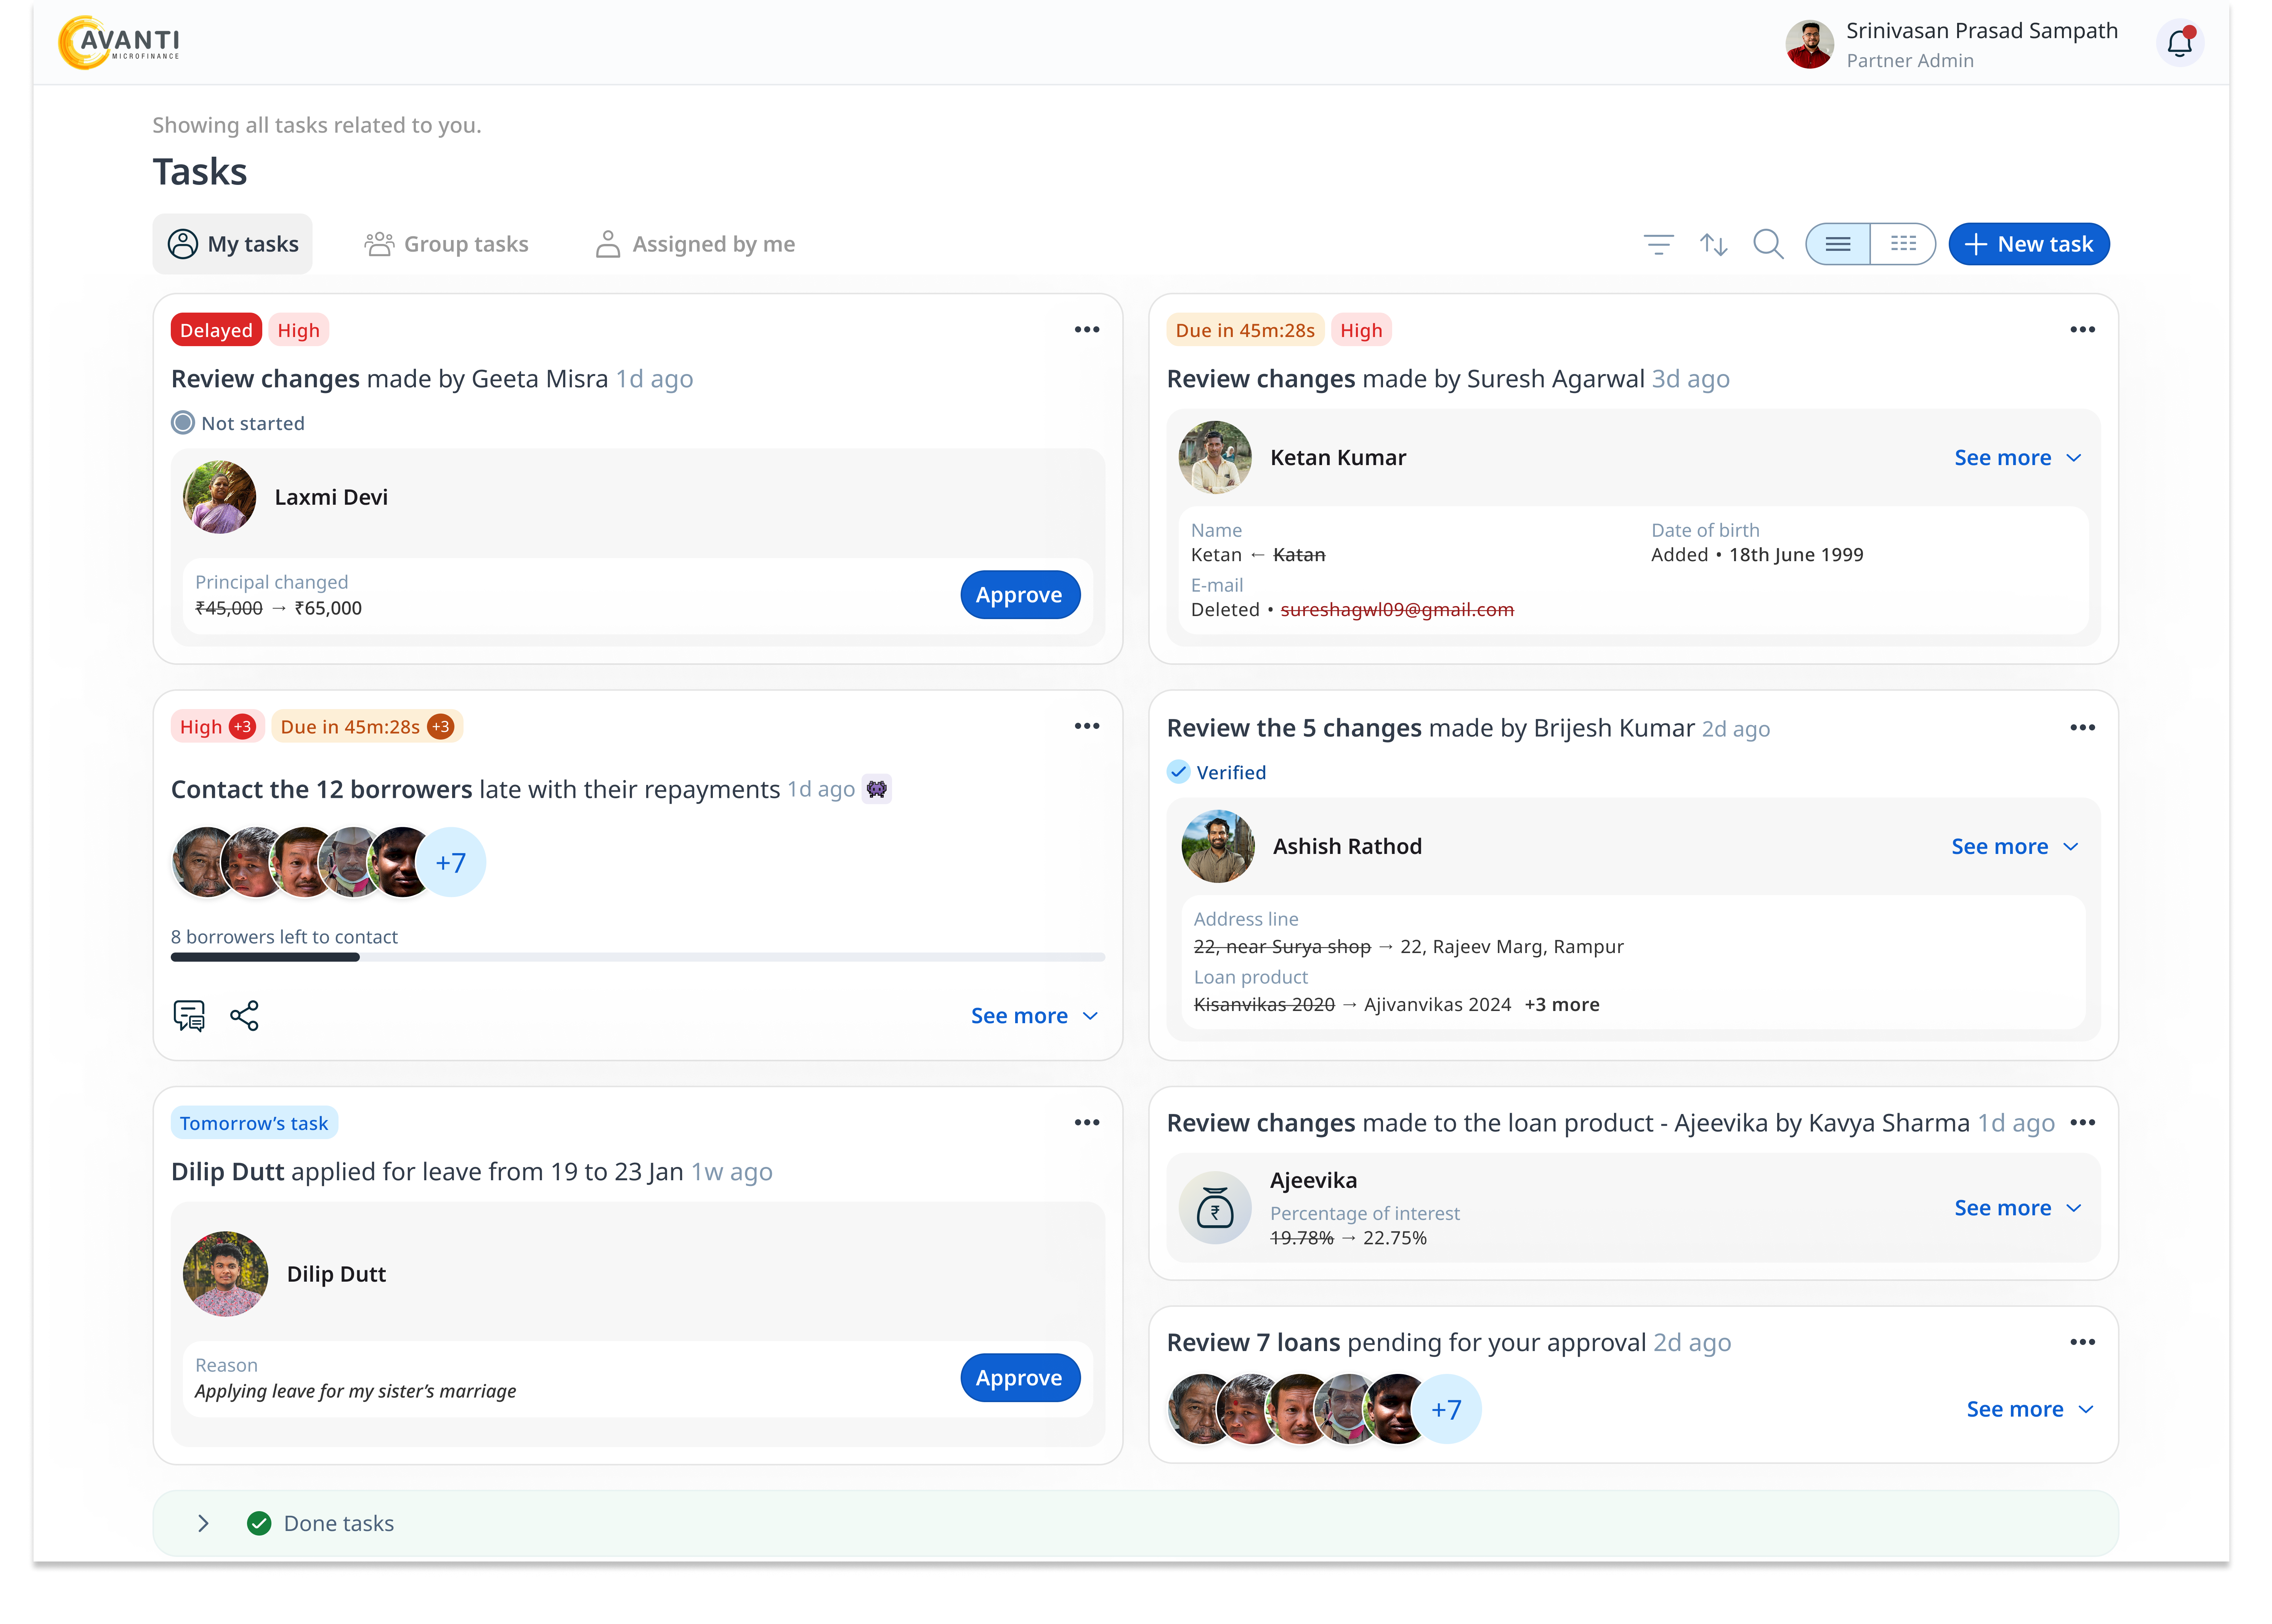 AVANTI
MICROFINANCE
Srinivasan Prasad Sampath
Partner Admin
Showing all tasks related to you.
Tasks
My tasks
Group tasks
Assigned by me
New task
Delayed High
Review changes made by Geeta Misra 1d ago
Not started
Laxmi Devi
Principal changed
₹45,000 → ₹65,000
Approve
Due in 45m:28s High
Review changes made by Suresh Agarwal 3d ago
Ketan Kumar
See more
Name
Ketan ← Katan
Date of birth
Added • 18th June 1999
E-mail
Deleted • sureshagwl09@gmail.com
High +3 Due in 45m:28s +3
Contact the 12 borrowers late with their repayments 1d ago
+7
8 borrowers left to contact
See more
Review the 5 changes made by Brijesh Kumar 2d ago
Verified
Ashish Rathod
See more
Address line
22, near Surya shop → 22, Rajeev Marg, Rampur
Loan product
Kisanvikas 2020 → Ajivanvikas 2024 +3 more
Tomorrow's task
Dilip Dutt applied for leave from 19 to 23 Jan 1w ago
Dilip Dutt
Reason
Applying leave for my sister's marriage
Approve
Review changes made to the loan product - Ajeevika by Kavya Sharma 1d ago
₹
Ajeevika
Percentage of interest
19.78% → 22.75%
See more
Review 7 loans pending for your approval 2d ago
+7
See more
Done tasks